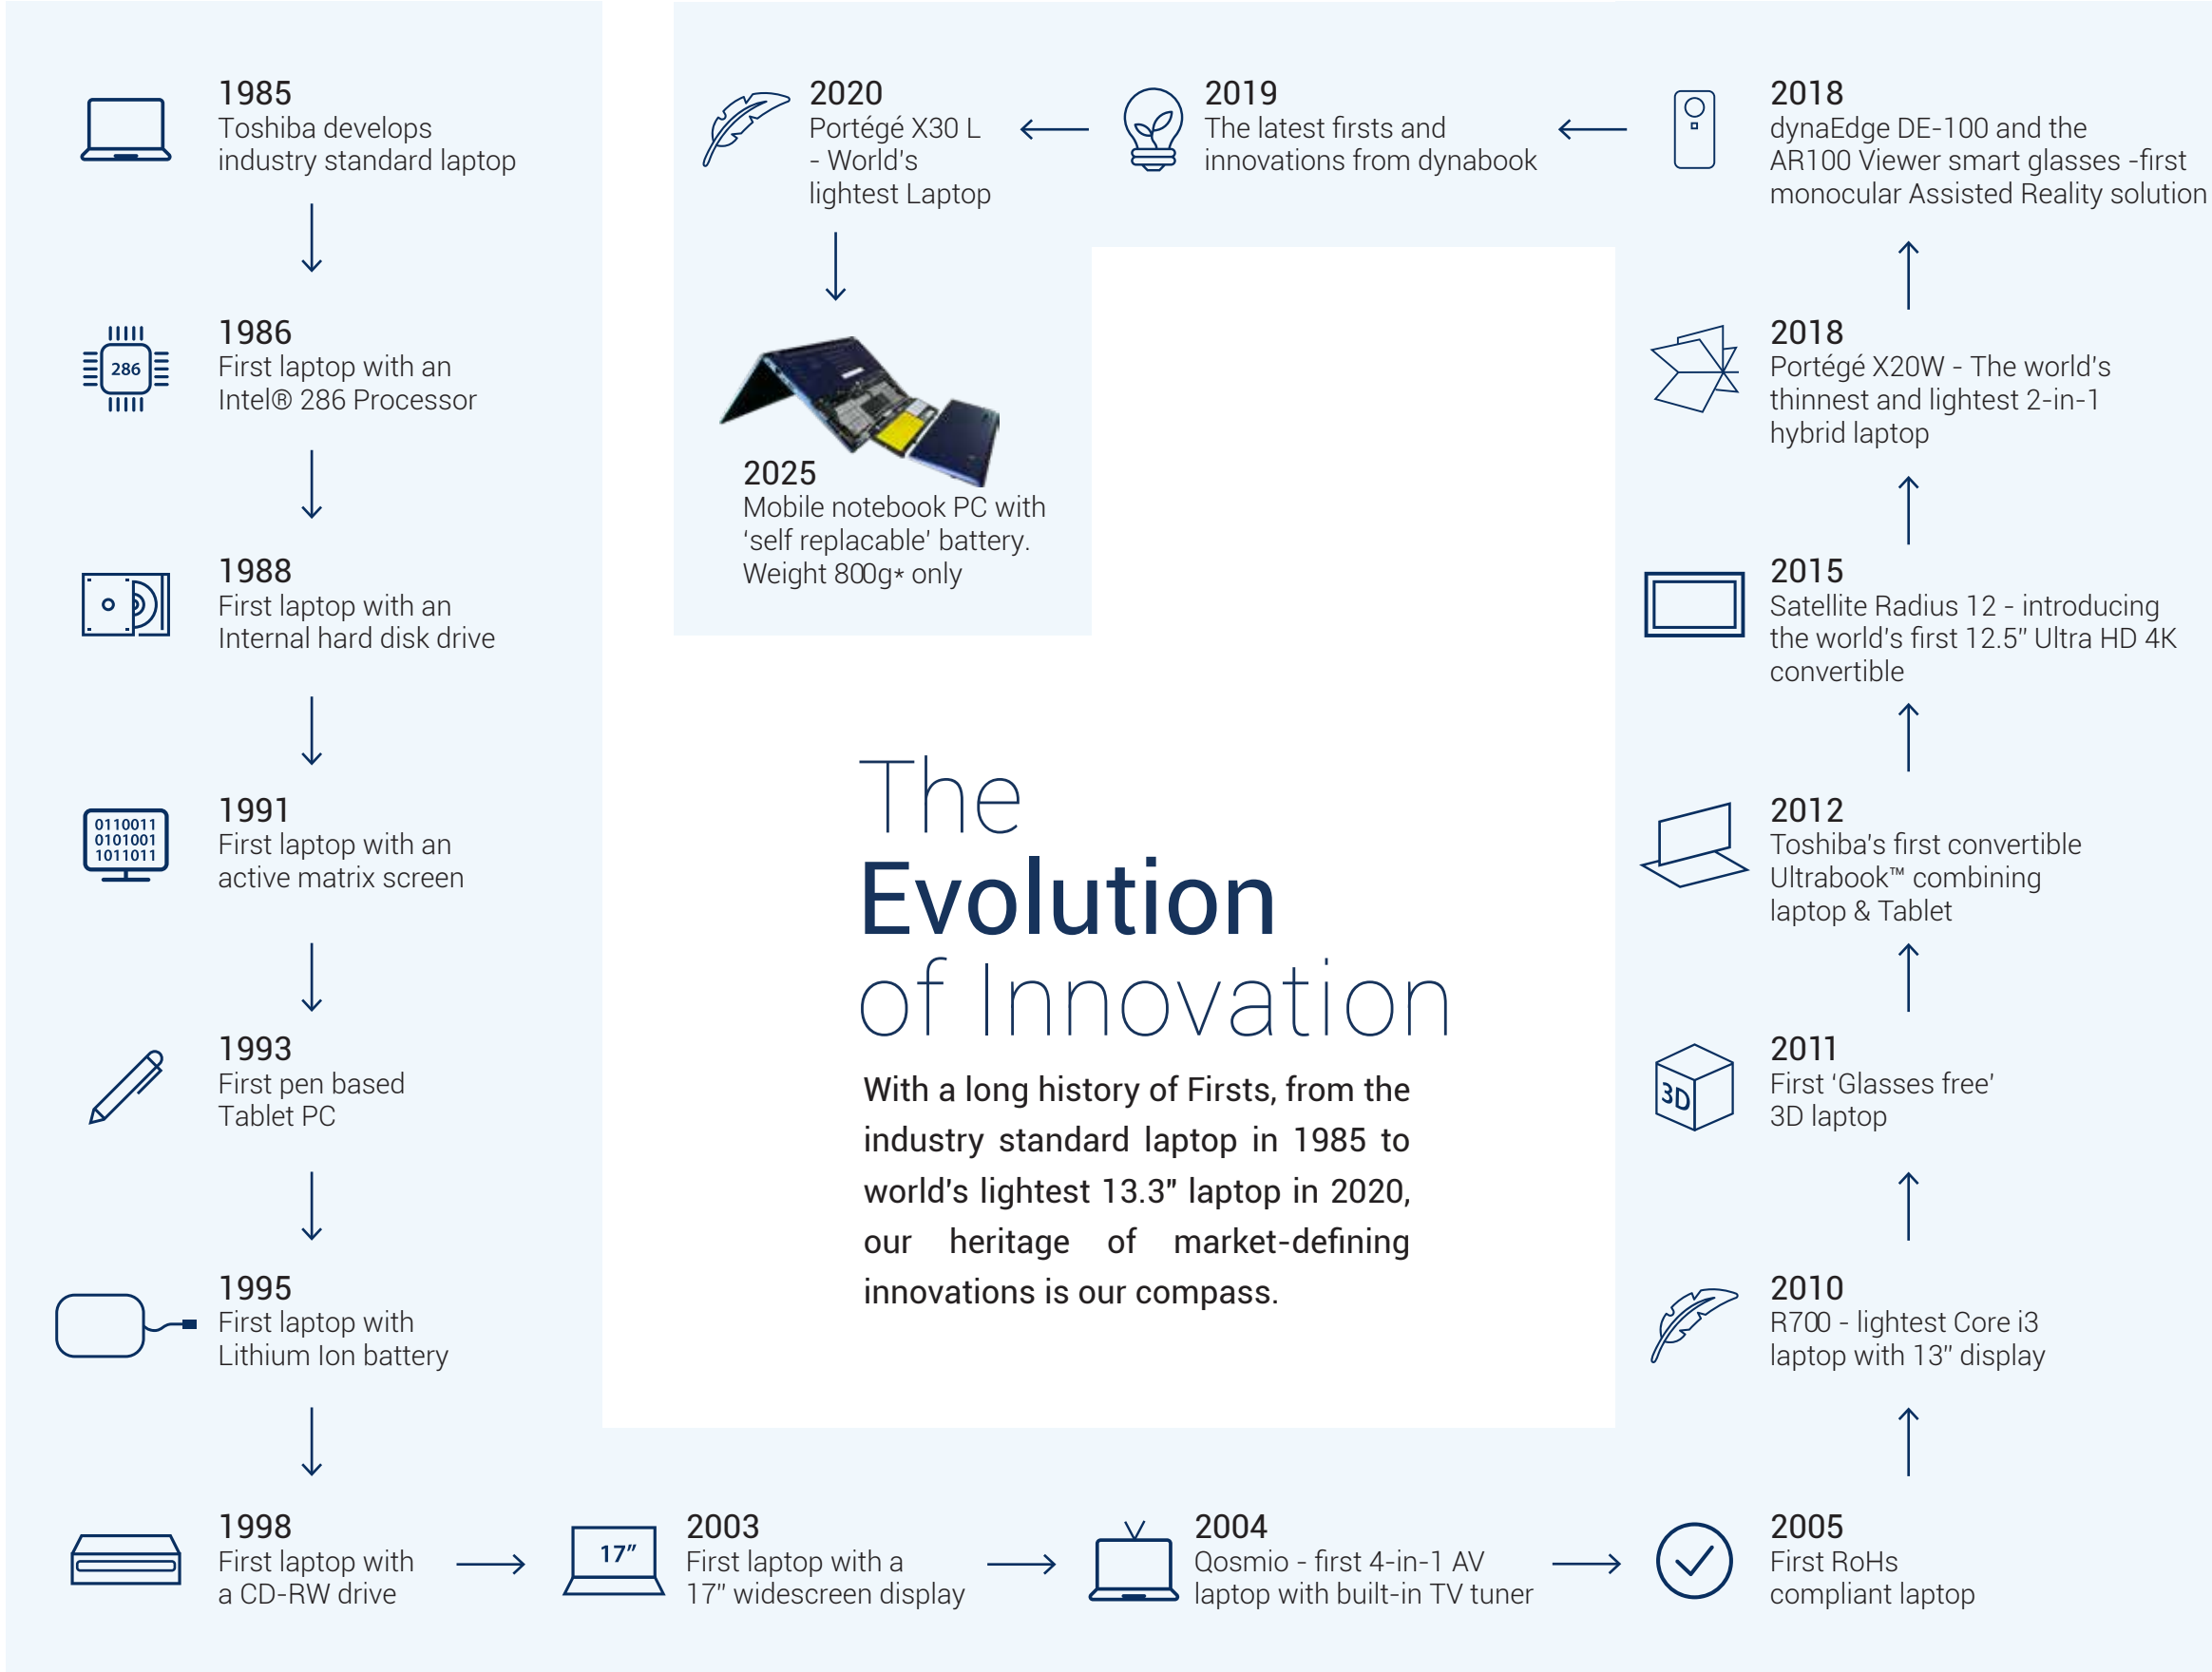 1985
Toshiba develops
industry standard laptop
286
1986
First laptop with an
Intel® 286 Processor
1988
First laptop with an
Internal hard disk drive
0110011
0101001
1011011
1991
First laptop with an
active matrix screen
1993
First pen based
Tablet PC
1995
First laptop with
Lithium Ion battery
1998
First laptop with
a CD-RW drive
17”
2003
First laptop with a
17” widescreen display
2004
Qosmio - first 4-in-1 AV
laptop with built-in TV tuner
2005
First RoHs
compliant laptop
2010
R700 - lightest Core i3
laptop with 13” display
3D
2011
First ‘Glasses free’
3D laptop
2012
Toshiba’s first convertible
Ultrabook™ combining
laptop & Tablet
2015
Satellite Radius 12 - introducing
the world’s first 12.5” Ultra HD 4K
convertible
2018
Portégé X20W - The world’s
thinnest and lightest 2-in-1
hybrid laptop
2018
dynaEdge DE-100 and the
AR100 Viewer smart glasses -first
monocular Assisted Reality solution
2019
The latest firsts and
innovations from dynabook
2020
Portégé X30 L
- World’s
lightest Laptop
2025
Mobile notebook PC with
‘self replacable’ battery.
Weight 800g* only
The
Evolution
of Innovation
With a long history of Firsts, from the
industry standard laptop in 1985 to
world's lightest 13.3" laptop in 2020,
our heritage of market-defining
innovations is our compass.